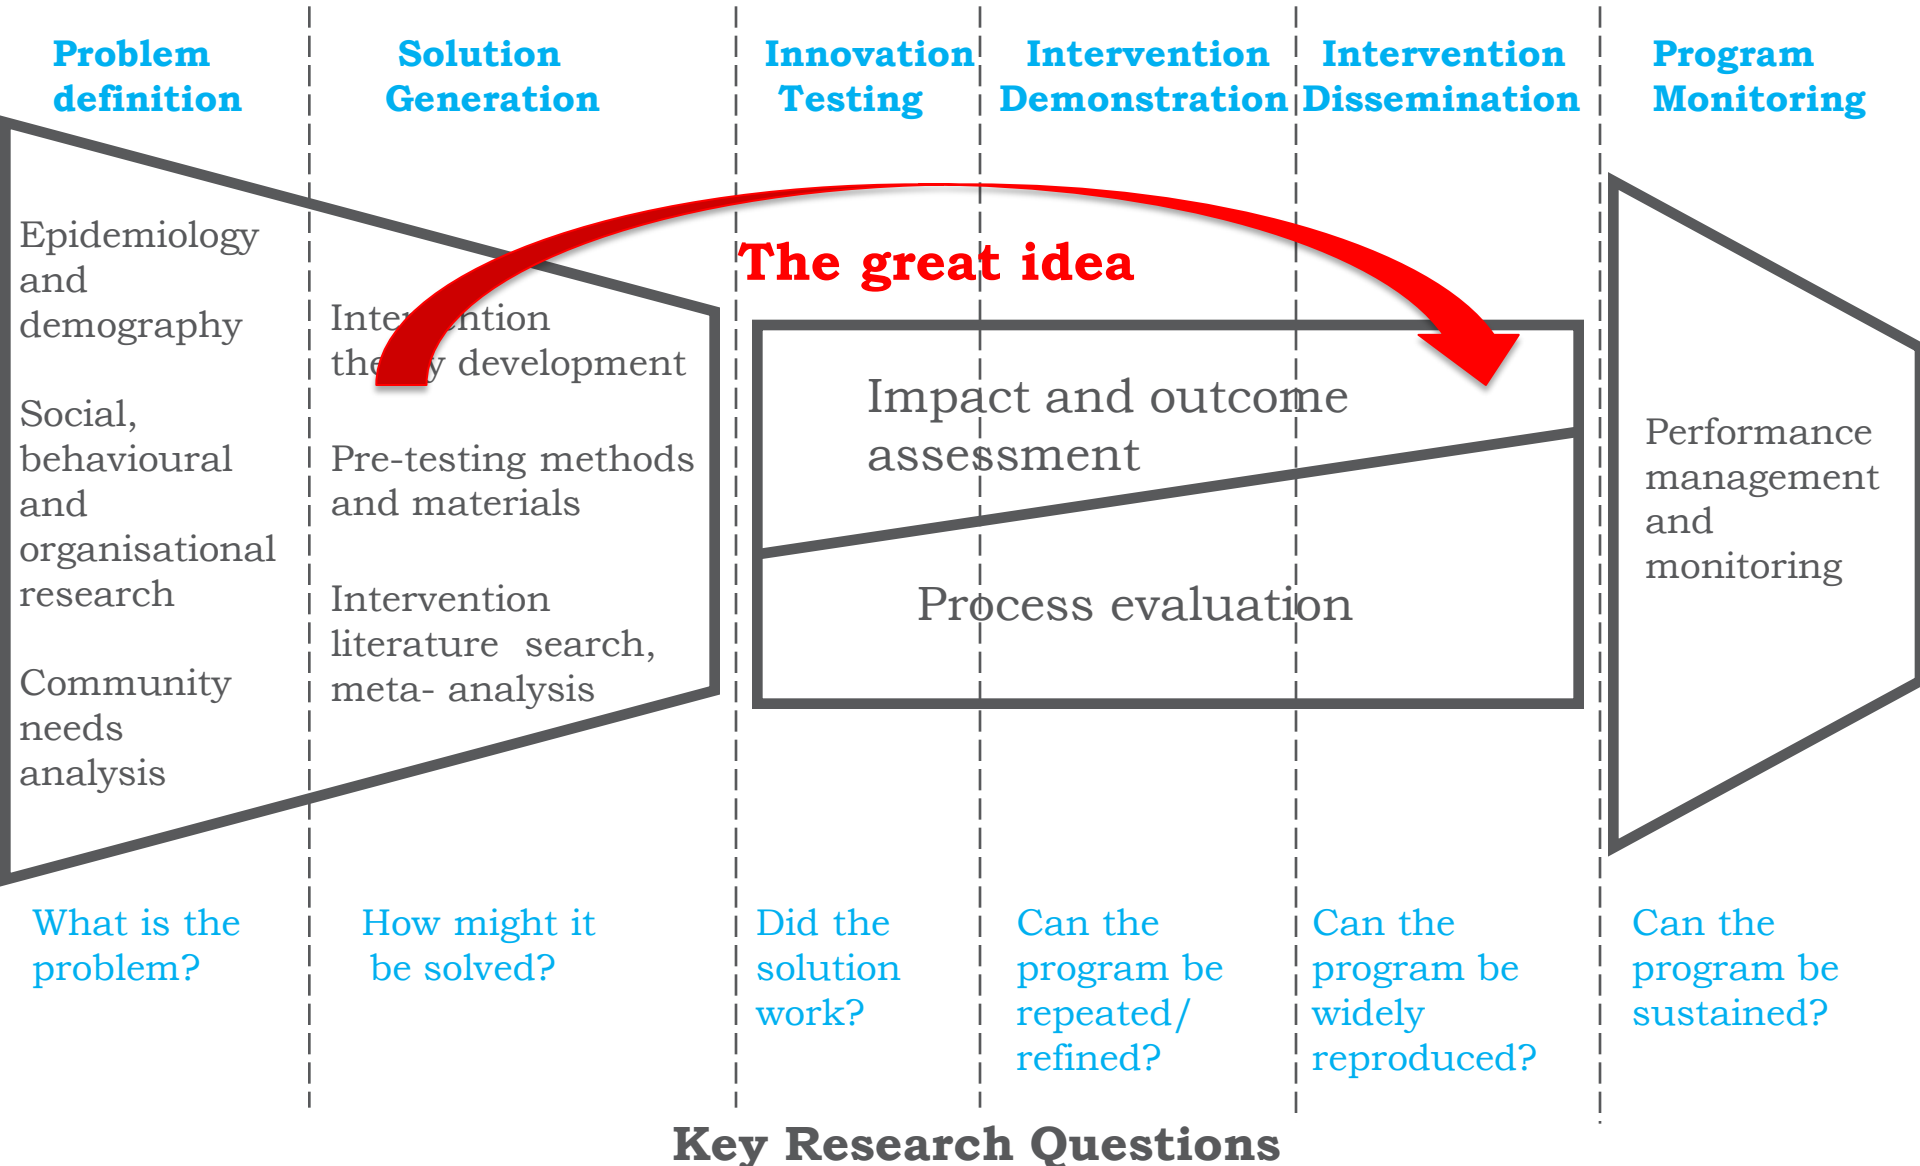 Problem
definition
Solution
Generation
Innovation
Testing
Intervention
Demonstration
Intervention
Dissemination
Program
Monitoring
Epidemiology
and
demography
Social,
behavioural
and
organisational
research
Community
needs
analysis
Intervention
theory development
Pre-testing methods
and materials
Intervention
literature search,
meta- analysis
The great idea
Impact and outcome
assessment
Process evaluation
Performance
management
and
monitoring
What is the
problem?
How might it
be solved?
Did the
solution
work?
Can the
program be
repeated/
refined?
Can the
program be
widely
reproduced?
Can the
program be
sustained?
Key Research Questions